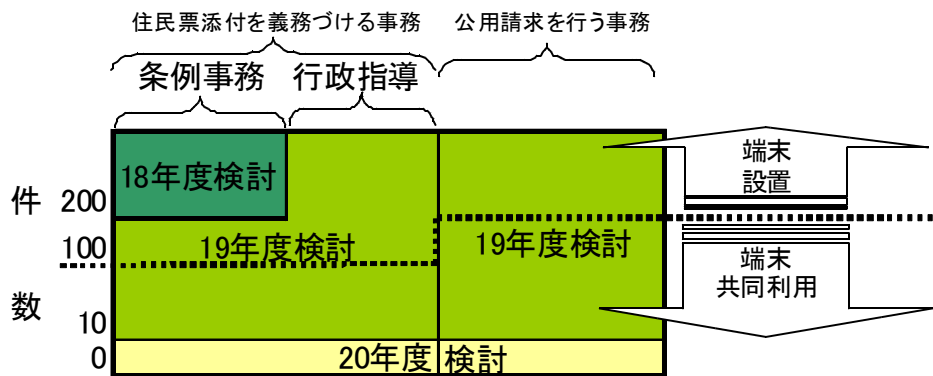 住民票添付を義務づける事務
公用請求を行う事務
条例事務
行政指導
18年度検討
端末
設置
件
200
100
19年度検討
19年度検討
端末
共同利用
数
10
0
20年度検討